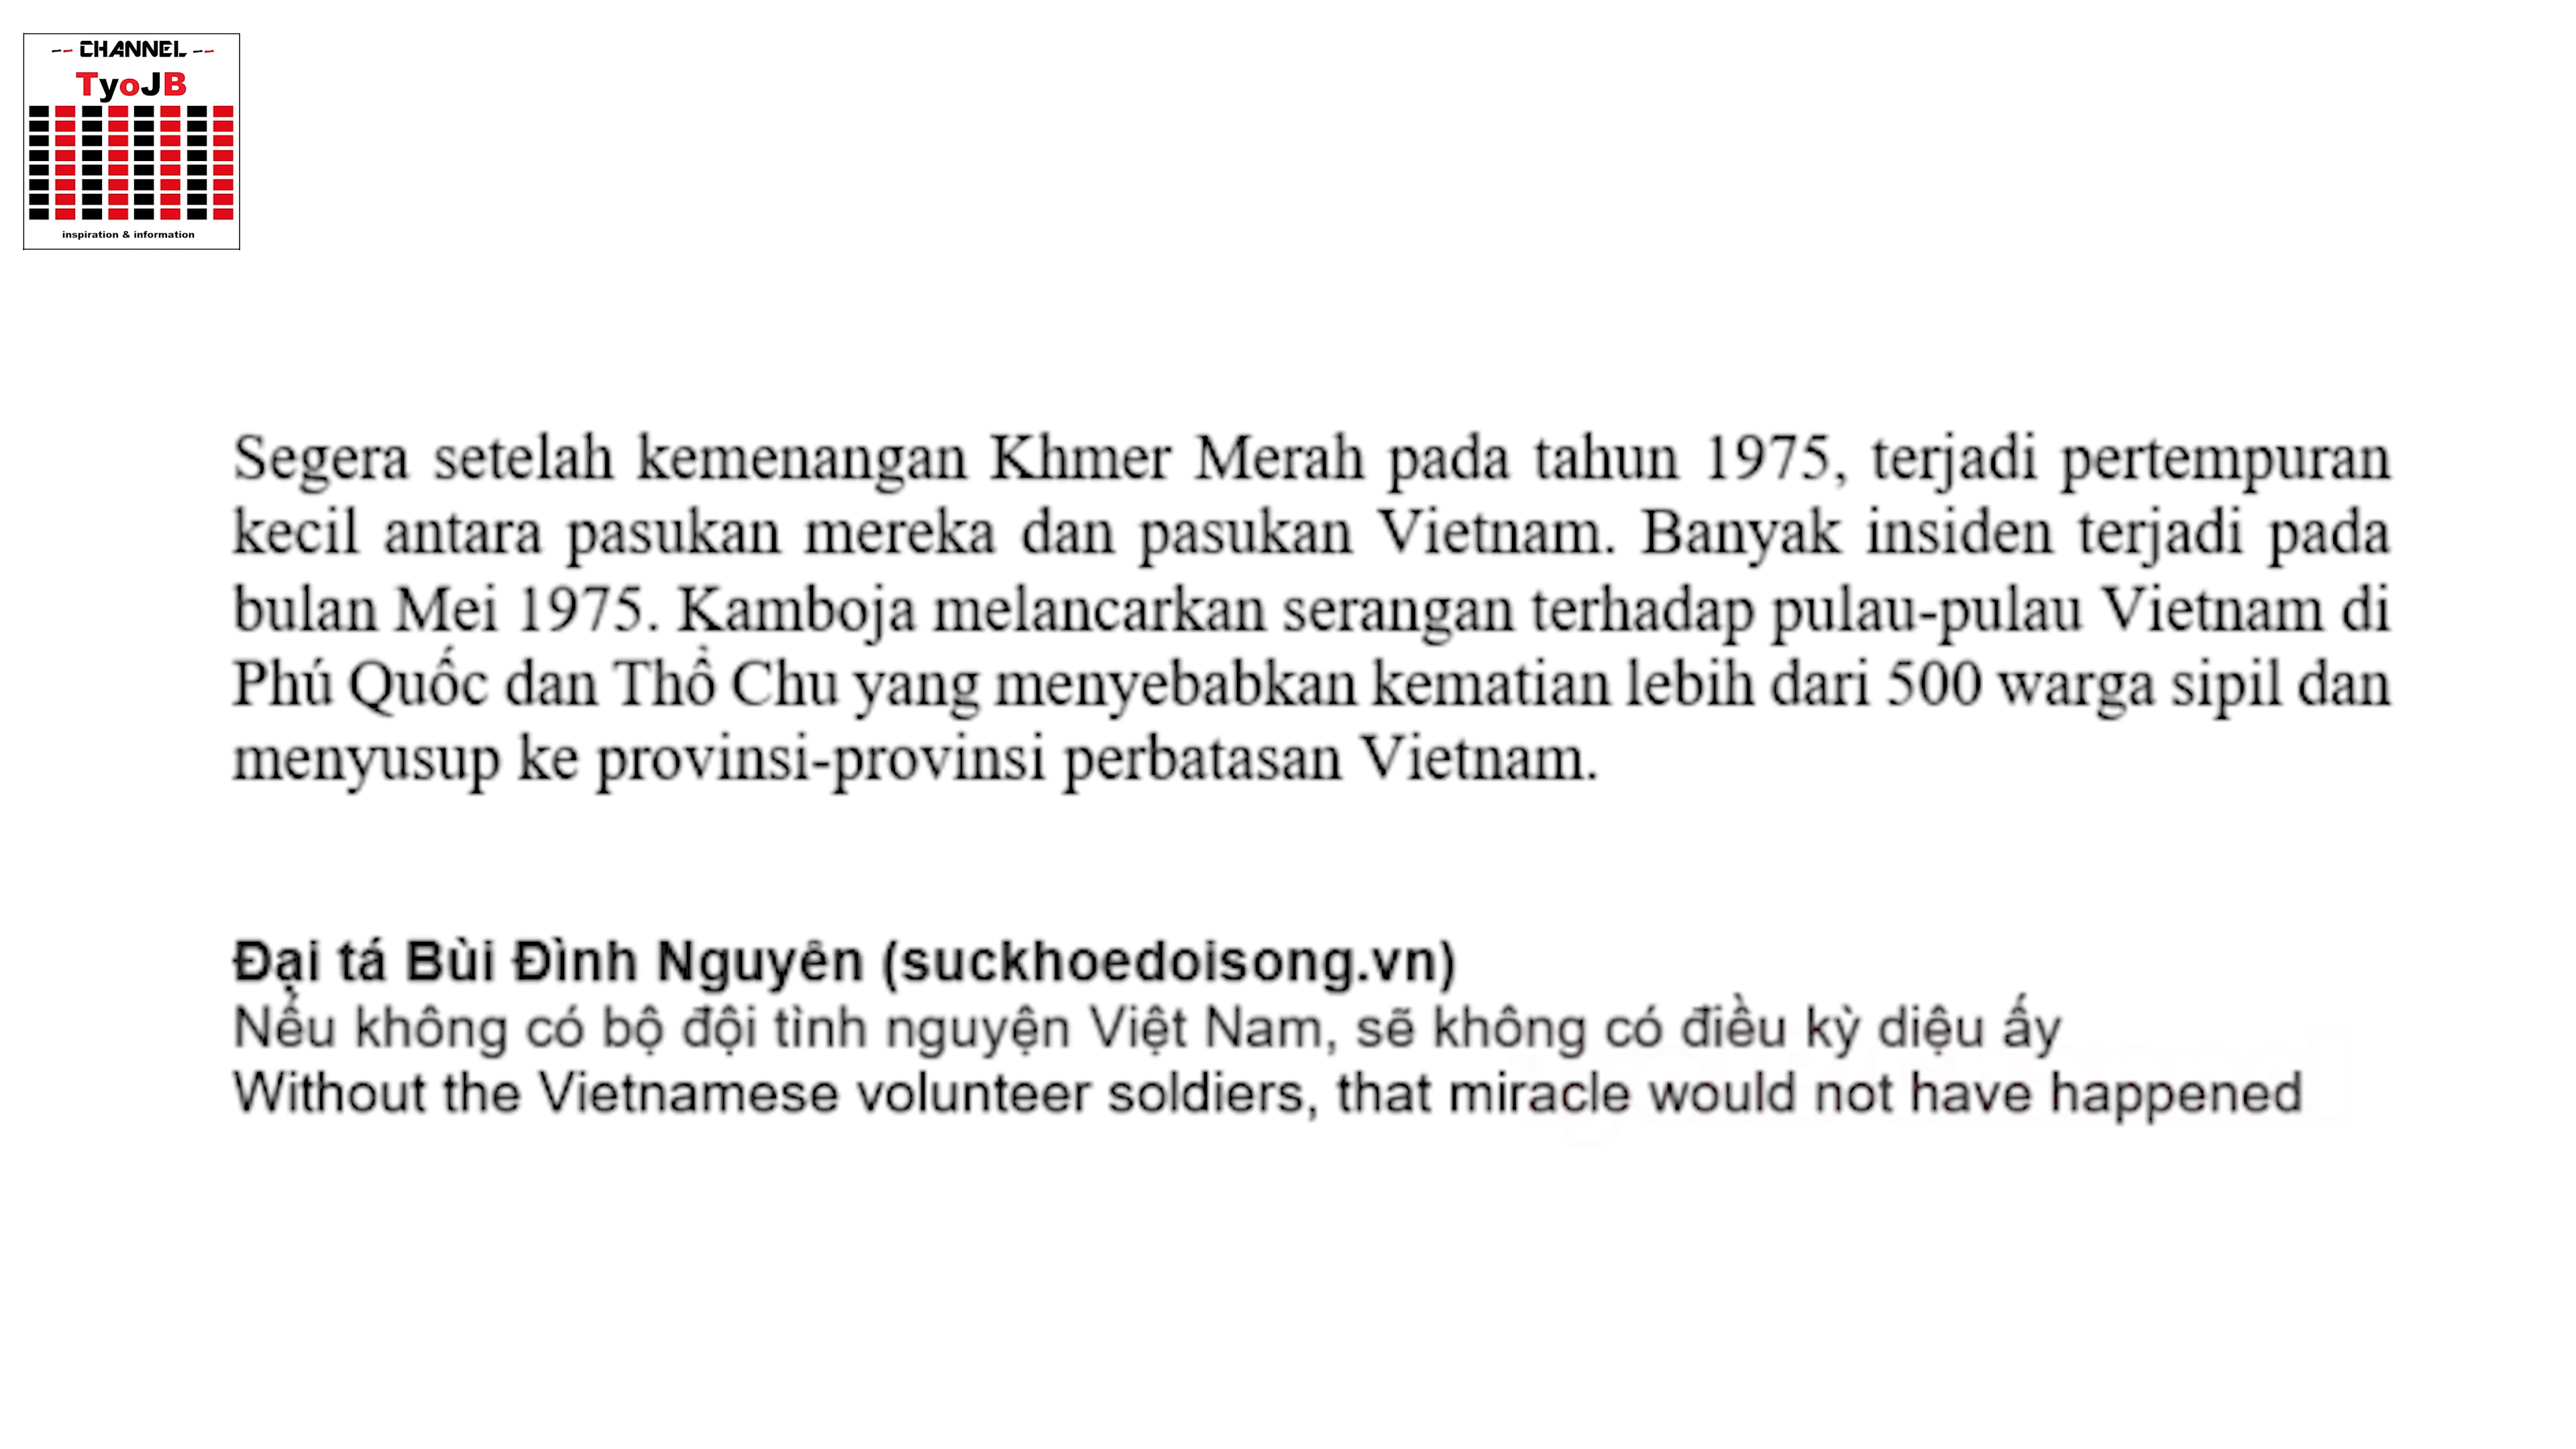 -- CHANNEL --
TyoJB
inspiration & information
Segera setelah kemenangan Khmer Merah pada tahun 1975, terjadi pertempuran
kecil antara pasukan mereka dan pasukan Vietnam. Banyak insiden terjadi pada
bulan Mei 1975. Kamboja melancarkan serangan terhadap pulau-pulau Vietnam di
Phú Quốc dan Thổ Chu yang menyebabkan kematian lebih dari 500 warga sipil dan
menyusup ke provinsi-provinsi perbatasan Vietnam.
Đại tá Bùi Đình Nguyên (suckhoedoisong.vn)
Nếu không có bộ đội tình nguyện Việt Nam, sẽ không có điều kỳ diệu ấy
Without the Vietnamese volunteer soldiers, that miracle would not have happened